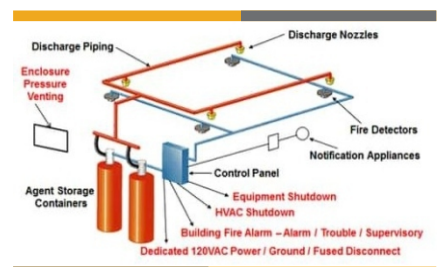 Discharge Piping
Discharge Nozzles
Enclosure
Pressure
Venting
Fire Detectors
Notification Appliances
Control Panel
Agent Storage
Containers
Equipment Shutdown
HVAC Shutdown
Building Fire Alarm – Alarm / Trouble / Supervisory
Dedicated 120VAC Power / Ground / Fused Disconnect